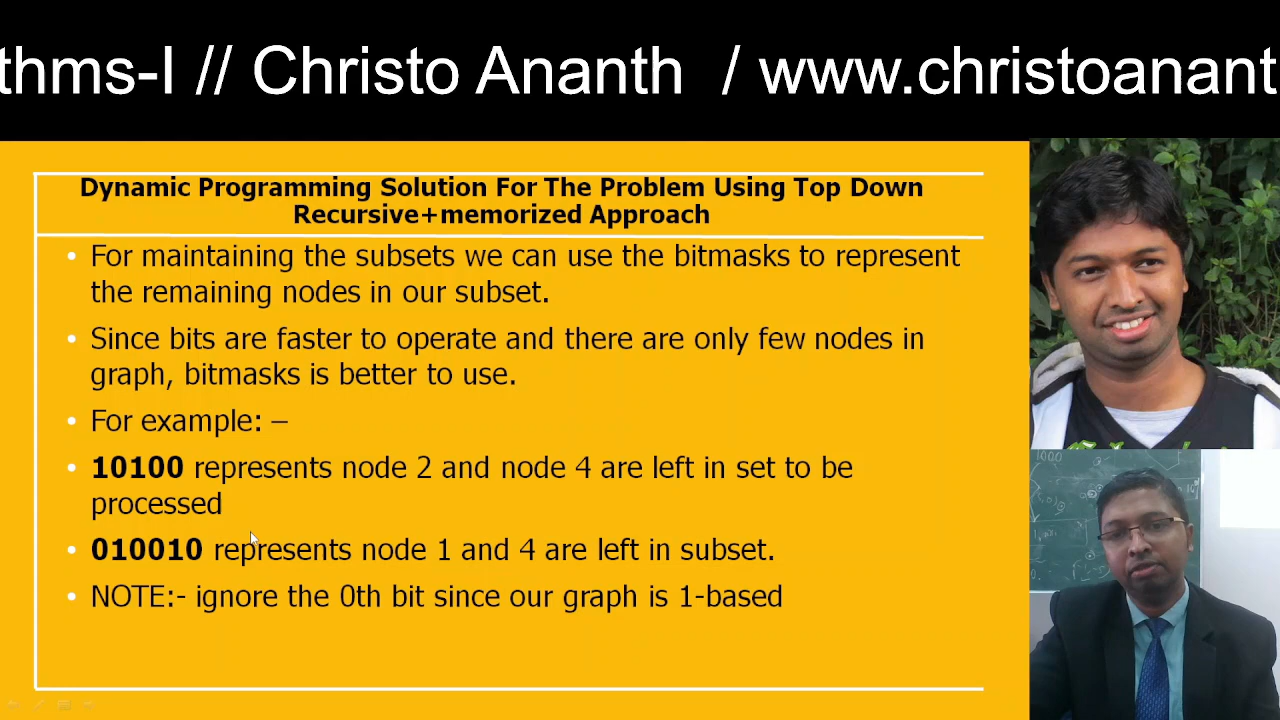 thms-I // Christo Ananth / www.christoanant
Dynamic Programming Solution For The Problem Using Top Down
Recursive+memorized Approach
• For maintaining the subsets we can use the bitmasks to represent
the remaining nodes in our subset.
• Since bits are faster to operate and there are only few nodes in
graph, bitmasks is better to use.
• For example: –
• 10100 represents node 2 and node 4 are left in set to be
processed
• 010010 represents node 1 and 4 are left in subset.
• NOTE:- ignore the 0th bit since our graph is 1-based